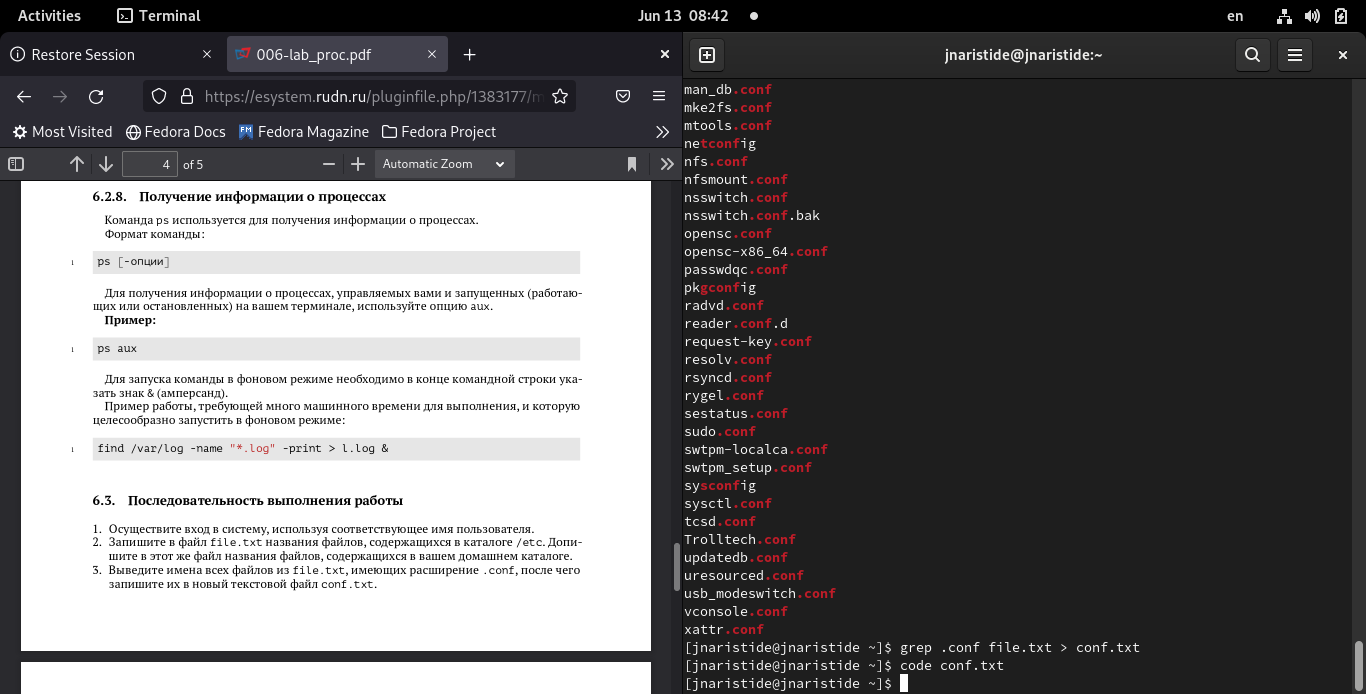 Activities
Terminal
Jun 13 08:42
en
Restore Session
006-lab_proc.pdf
https://esystem.rudn.ru/pluginfile.php/1383177/m
Most Visited
Fedora Docs
Fedora Magazine
Fedora Project
4 of 5
Automatic Zoom
6.2.8. Получение информации о процессах
Команда ps используется для получения информации о процессах.
Формат команды:
1 ps [-опции]
Для получения информации о процессах, управляемых вами и запущенных (работаю-
щих или остановленных) на вашем терминале, используйте опцию aux.
Пример:
1 ps aux
Для запуска команды в фоновом режиме необходимо в конце командной строки ука-
зать знак & (амперсанд).
Пример работы, требующей много машинного времени для выполнения, и которую
целесообразно запустить в фоновом режиме:
1 find /var/log -name "*.log" -print > l.log &
6.3. Последовательность выполнения работы
1. Осуществите вход в систему, используя соответствующее имя пользователя.
2. Запишите в файл file.txt названия файлов, содержащихся в каталоге /etc. Допи-
шите в этот же файл названия файлов, содержащихся в вашем домашнем каталоге.
3. Выведите имена всех файлов из file.txt, имеющих расширение .conf, после чего
запишите их в новый текстовой файл conf.txt.
jnaristide@jnaristide:~
man_db.conf
mke2fs.conf
mtools.conf
netconfig
nfs.conf
nfsmount.conf
nsswitch.conf
nsswitch.conf.bak
opensc.conf
opensc-x86_64.conf
passwdqc.conf
pkgconfig
radvd.conf
reader.conf.d
request-key.conf
resolv.conf
rsyncd.conf
rygel.conf
sestatus.conf
sudo.conf
swtpm-localca.conf
swtpm_setup.conf
sysconfig
sysctl.conf
tcsd.conf
Trolltech.conf
updatedb.conf
uresourced.conf
usb_modeswitch.conf
vconsole.conf
xattr.conf
[jnaristide@jnaristide ~]$ grep .conf file.txt > conf.txt
[jnaristide@jnaristide ~]$ code conf.txt
[jnaristide@jnaristide ~]$